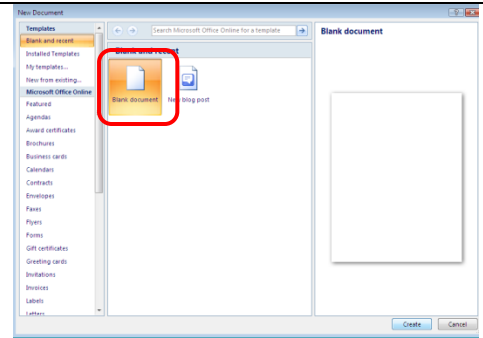 New Document
Templates
Blank and recent
Installed Templates
My templates...
New from existing...
Microsoft Office Online
Featured
Agendas
Award certificates
Brochures
Business cards
Calendars
Contracts
Envelopes
Faxes
Flyers
Forms
Gift certificates
Greeting cards
Invitations
Invoices
Labels
Letters
Search Microsoft Office Online for a template
Blank and recent
Blank document
New blog post
Blank document
Create
Cancel